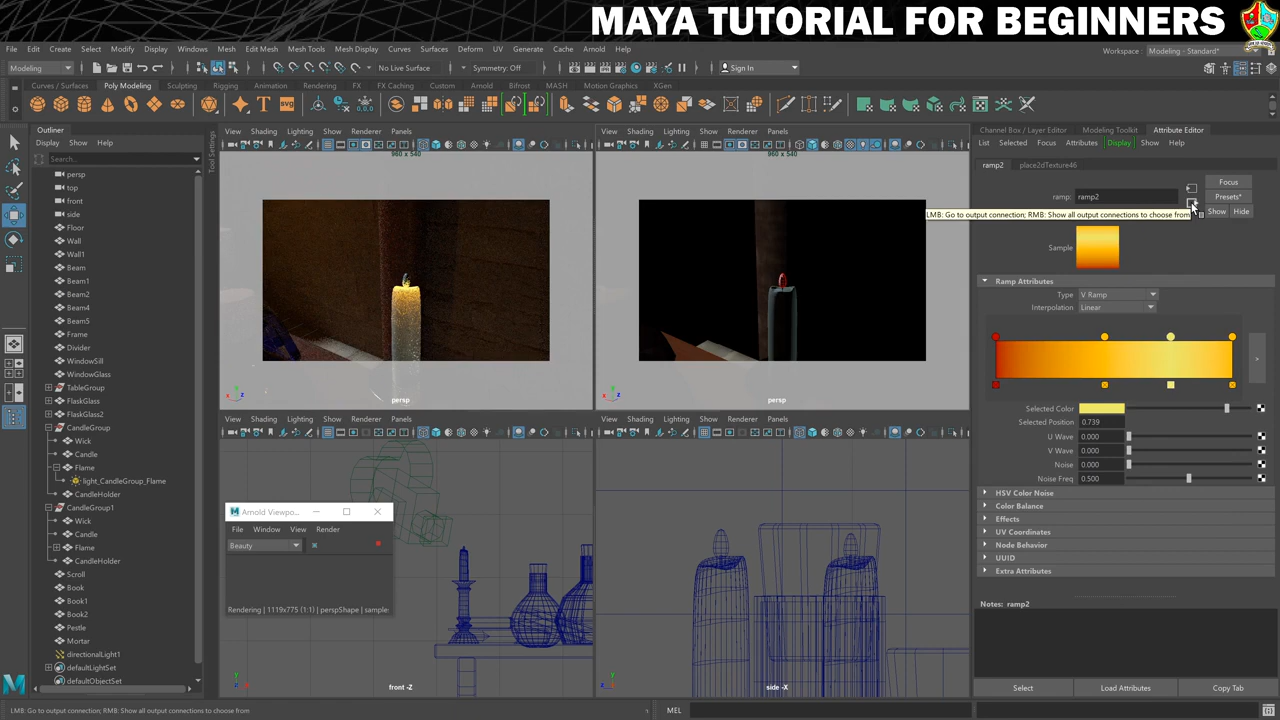 MAYA TUTORIAL FOR BEGINNERS
File Edit Create Select Modify Display Windows Mesh Edit Mesh Mesh Tools Mesh Display Curves Surfaces Deform UV Generate Cache Arnold Help
Workspace : Modeling - Standard*
Modeling No Live Surface Symmetry: Off Sign In
Curves / Surfaces Poly Modeling Sculpting Rigging Animation Rendering FX FX Caching Custom Arnold Bifrost MASH Motion Graphics XGen
Outliner
Display Show Help
Search...
persp
top
front
side
Floor
Wall
Wall1
Beam
Beam1
Beam2
Beam4
Beam5
Frame
Divider
WindowSill
WindowGlass
TableGroup
FlaskGlass
FlaskGlass2
CandleGroup
Wick
Candle
Flame
light_CandleGroup_Flame
CandleHolder
CandleGroup1
Wick
Candle
Flame
CandleHolder
Scroll
Book
Book1
Book2
Pestle
Mortar
directionalLight1
defaultLightSet
defaultObjectSet
Tool Settings
View Shading Lighting Show Renderer Panels
960 x 540
persp
View Shading Lighting Show Renderer Panels
960 x 540
persp
View Shading Lighting Show Renderer Panels
front -Z
View Shading Lighting Show Renderer Panels
side -X
Arnold Viewpo...
File Window View Render
Beauty
Rendering | 1119x775 (1:1) | perspShape | sample
Channel Box / Layer Editor Modeling Toolkit Attribute Editor
List Selected Focus Attributes Display Show Help
ramp2 place2dTexture46
Focus
ramp: ramp2 Presets*
Show Hide
LMB: Go to output connection; RMB: Show all output connections to choose from
Sample
Ramp Attributes
Type V Ramp
Interpolation Linear
>
Selected Color
Selected Position 0.739
U Wave 0.000
V Wave 0.000
Noise 0.000
Noise Freq 0.500
HSV Color Noise
Color Balance
Effects
UV Coordinates
Node Behavior
UUID
Extra Attributes
Notes: ramp2
Select Load Attributes Copy Tab
LMB: Go to output connection; RMB: Show all output connections to choose from
MEL